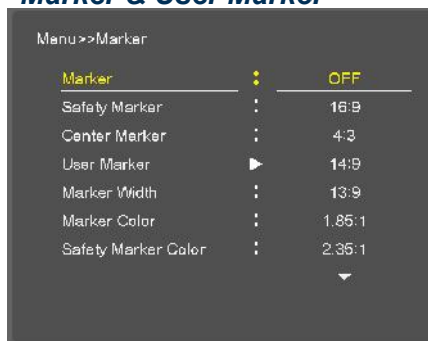 Marker & User Marker
Menu>>Marker
Marker : OFF
Safety Marker : 16:9
Center Marker : 4:3
User Marker ▶ 14:9
Marker Width : 13:9
Marker Color : 1.85:1
Safety Marker Color : 2.35:1